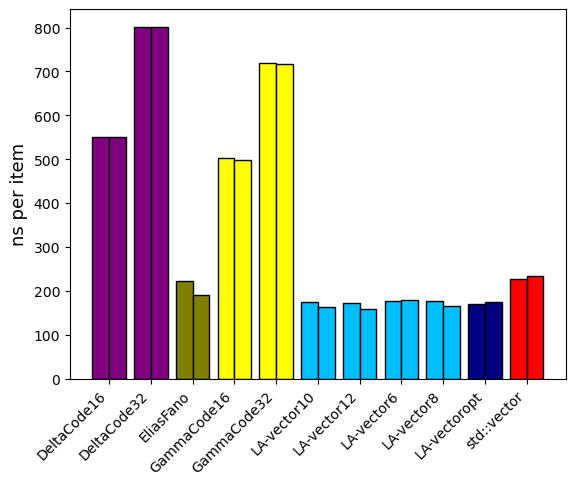 800
700
600
500
400
300
200
100
0
ns per item
DeltaCode16
DeltaCode32
EliasFano
GammaCode16
GammaCode32
LA-vector10
LA-vector12
LA-vector6
LA-vector8
LA-vectoropt
std::vector